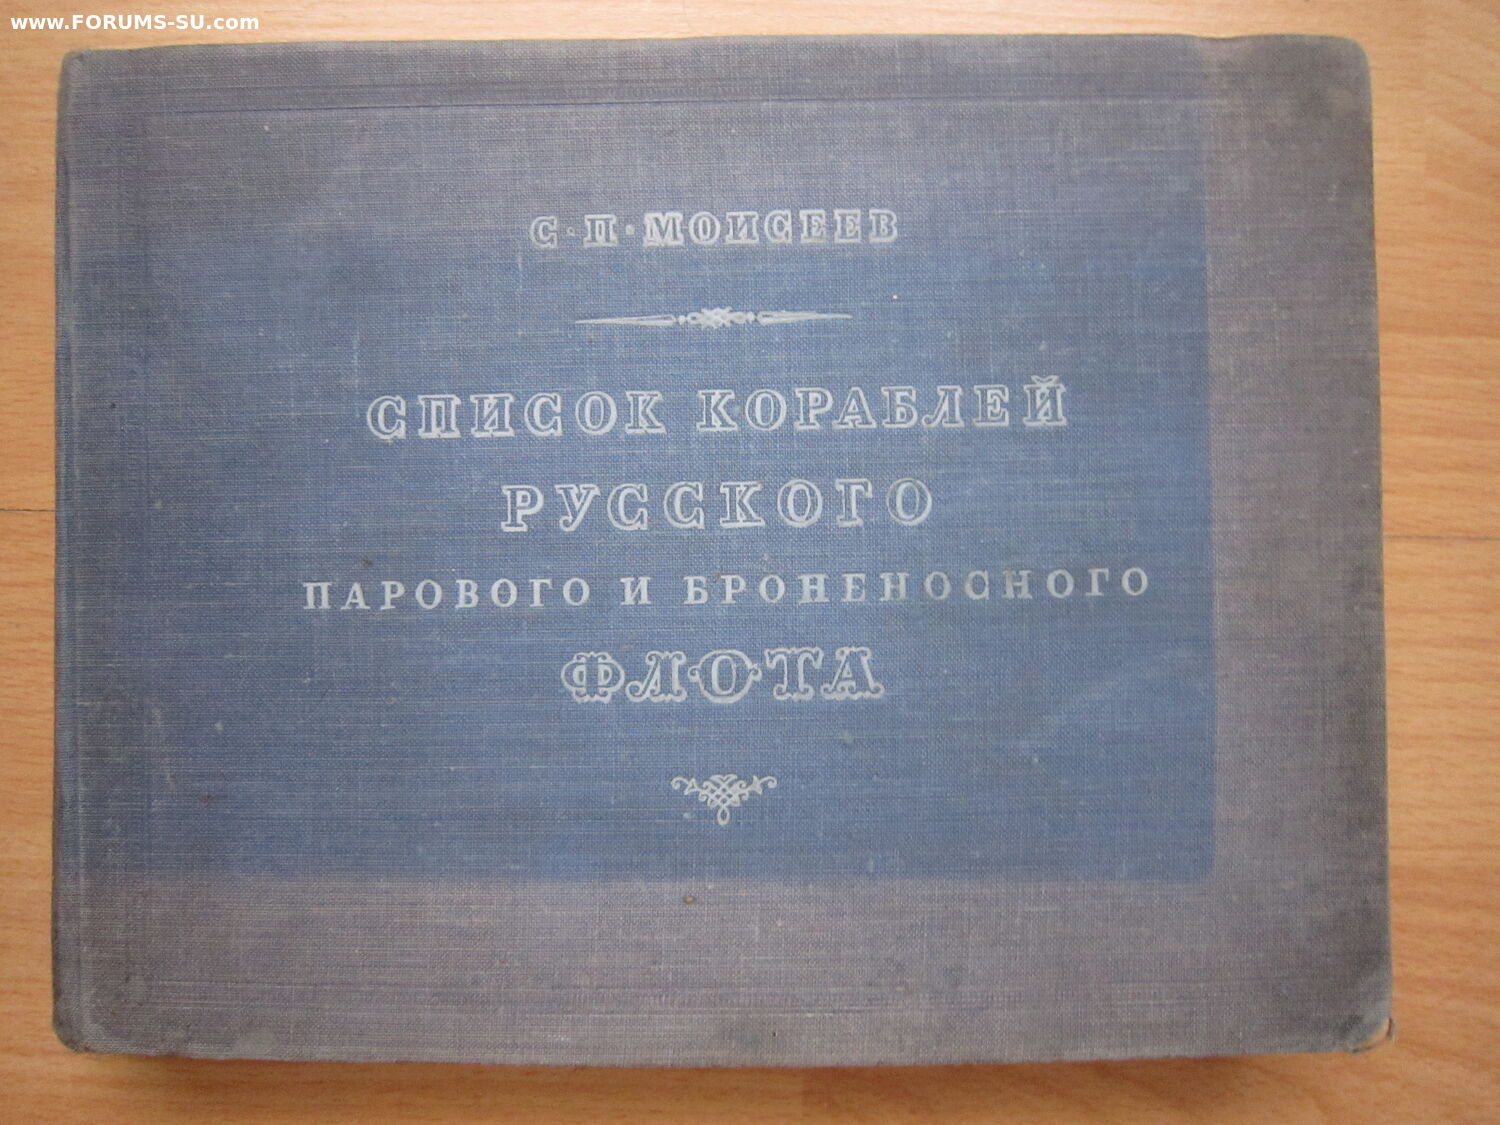 www.FORUMS-SU.com
С·П·МОИСЕЕВ
СПИСОК КОРАБЛЕЙ
РУССКОГО
ПАРОВОГО И БРОНЕНОСНОГО
ФЛОТА